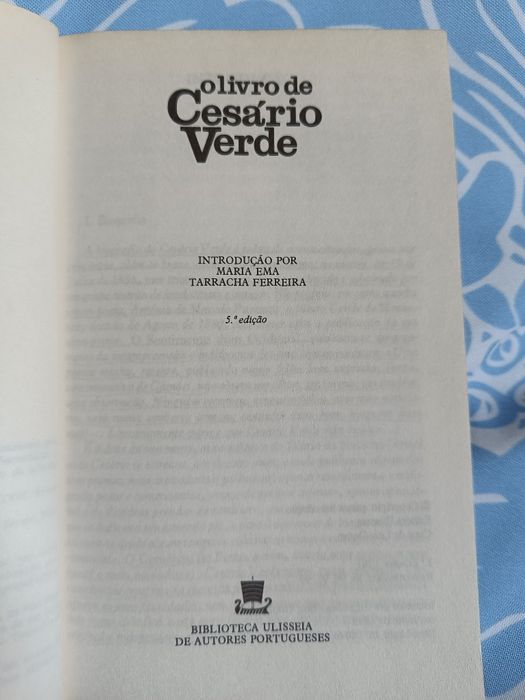 o livro de
Cesário
Verde
INTRODUÇÃO POR
MARIA EMA
TARRACHA FERREIRA
5.ª edição
BIBLIOTECA ULISSEIA
DE AUTORES PORTUGUESES